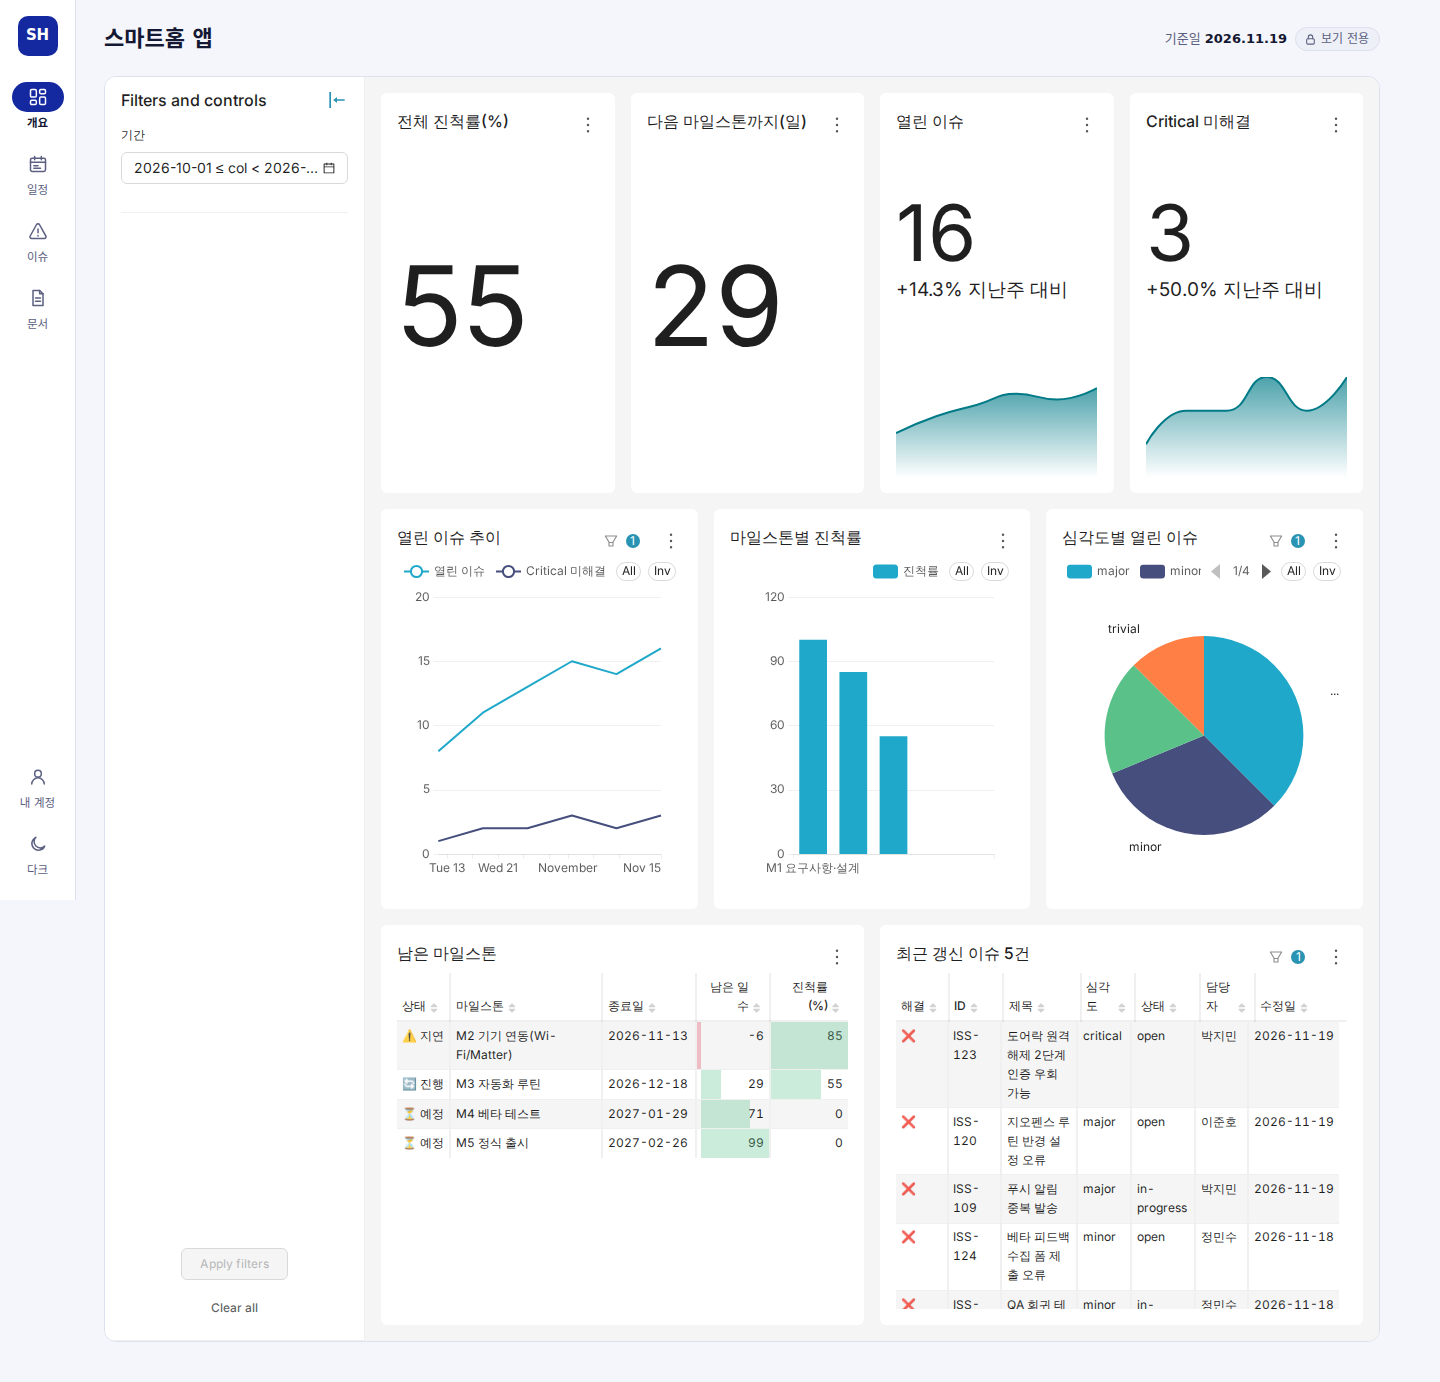 SH
개요
일정
이슈
문서
내 계정
다크
스마트홈 앱
기준일 2026.11.19 보기 전용
Filters and controls
기간
2026-10-01 ≤ col < 2026-...
Apply filters
Clear all
전체 진척률(%)
55
다음 마일스톤까지(일)
29
열린 이슈
16
+14.3% 지난주 대비
Critical 미해결
3
+50.0% 지난주 대비
열린 이슈 추이 1
열린 이슈 Critical 미해결 All Inv
20
15
10
5
0
Tue 13 Wed 21 November Nov 15
마일스톤별 진척률
진척률 All Inv
120
90
60
30
0
M1 요구사항·설계
심각도별 열린 이슈 1
major minor 1/4 All Inv
trivial
...
minor
남은 마일스톤
상태 마일스톤 종료일 남은 일수 진척률(%)
⚠️ 지연 M2 기기 연동(Wi-Fi/Matter) 2026-11-13 -6 85
🔄 진행 M3 자동화 루틴 2026-12-18 29 55
⏳ 예정 M4 베타 테스트 2027-01-29 71 0
⏳ 예정 M5 정식 출시 2027-02-26 99 0
최근 갱신 이슈 5건 1
해결 ID 제목 심각도 상태 담당자 수정일
❌ ISS-123 도어락 원격 해제 2단계 인증 우회 가능 critical open 박지민 2026-11-19
❌ ISS-120 지오펜스 루틴 반경 설정 오류 major open 이준호 2026-11-19
❌ ISS-109 푸시 알림 중복 발송 major in-progress 박지민 2026-11-19
❌ ISS-124 베타 피드백 수집 폼 제출 오류 minor open 정민수 2026-11-18
❌ ISS- QA 회귀 테 minor in- 정민수 2026-11-18